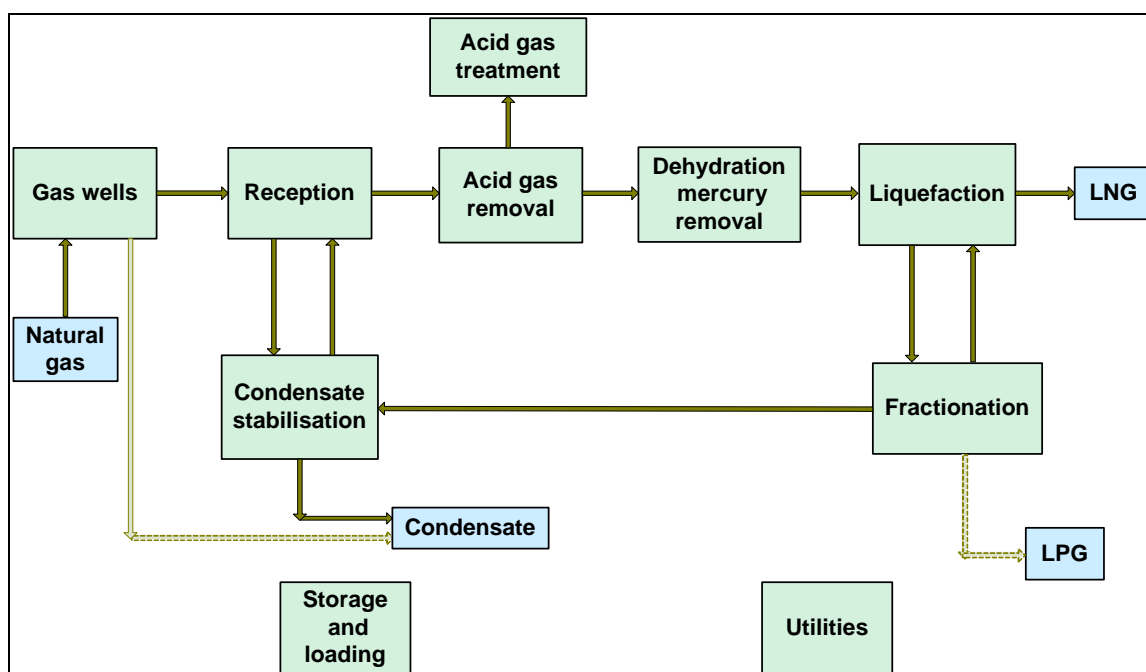 Acid gas
treatment
Gas wells
Reception
Acid gas
removal
Dehydration
mercury
removal
Liquefaction
LNG
Natural
gas
Condensate
stabilisation
Fractionation
Condensate
LPG
Storage
and
loading
Utilities